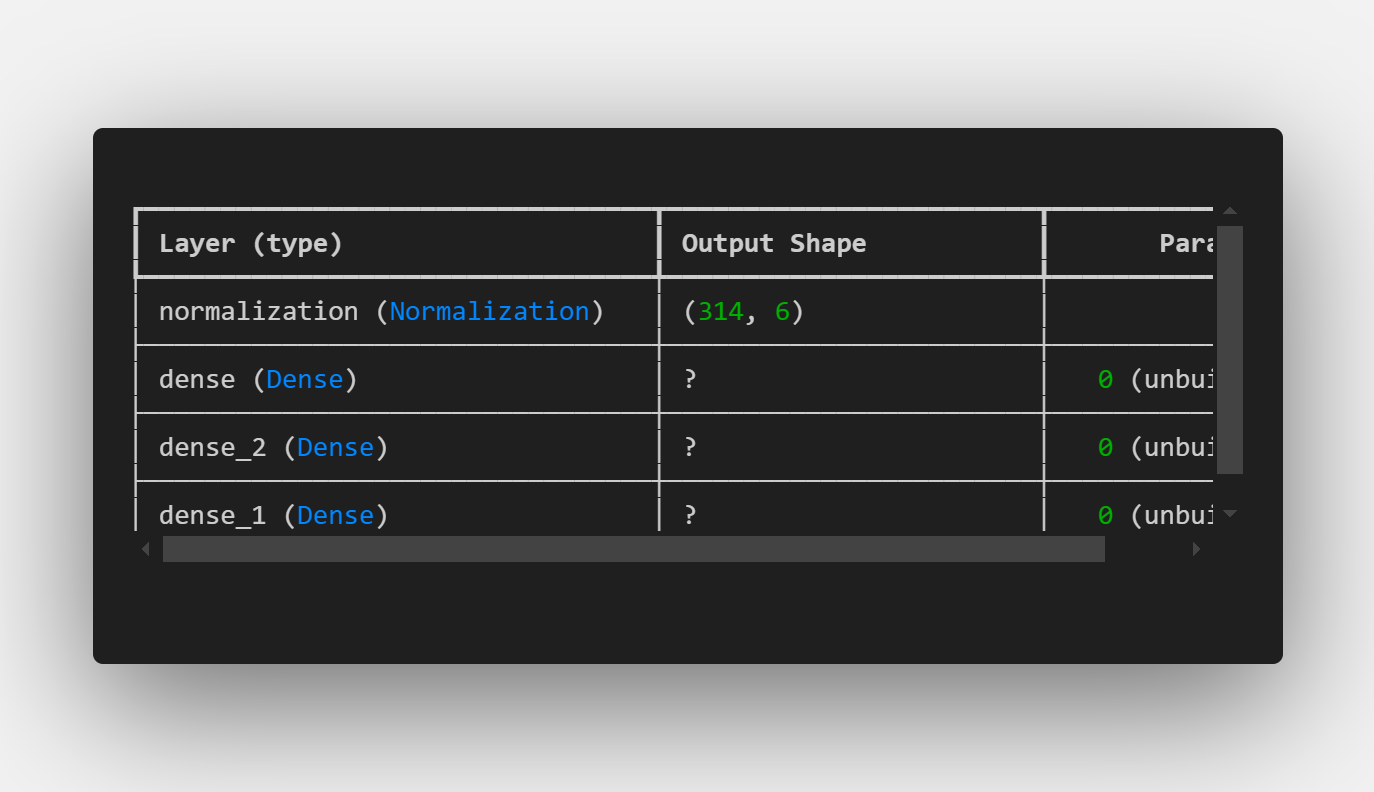 Layer (type) Output Shape Para
normalization (Normalization) (314, 6)
dense (Dense) ? 0 (unbui
dense_2 (Dense) ? 0 (unbui
dense_1 (Dense) ? 0 (unbui